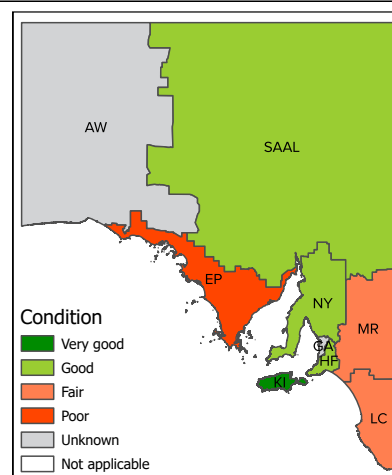 AW
SAAL
EP
NY
MR
GA
HF
KI
LC
Condition
Very good
Good
Fair
Poor
Unknown
Not applicable